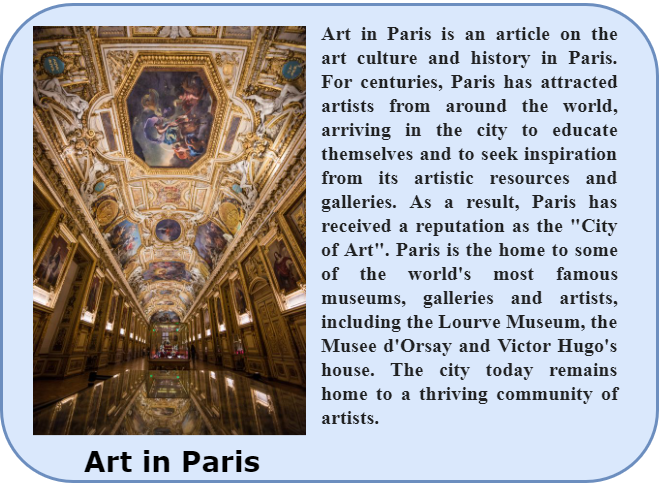 Art in Paris is an article on the
art culture and history in Paris.
For centuries, Paris has attracted
artists from around the world,
arriving in the city to educate
themselves and to seek inspiration
from its artistic resources and
galleries. As a result, Paris has
received a reputation as the "City
of Art". Paris is the home to some
of the world's most famous
museums, galleries and artists,
including the Lourve Museum, the
Musee d'Orsay and Victor Hugo's
house. The city today remains
home to a thriving community of
artists.
Art in Paris